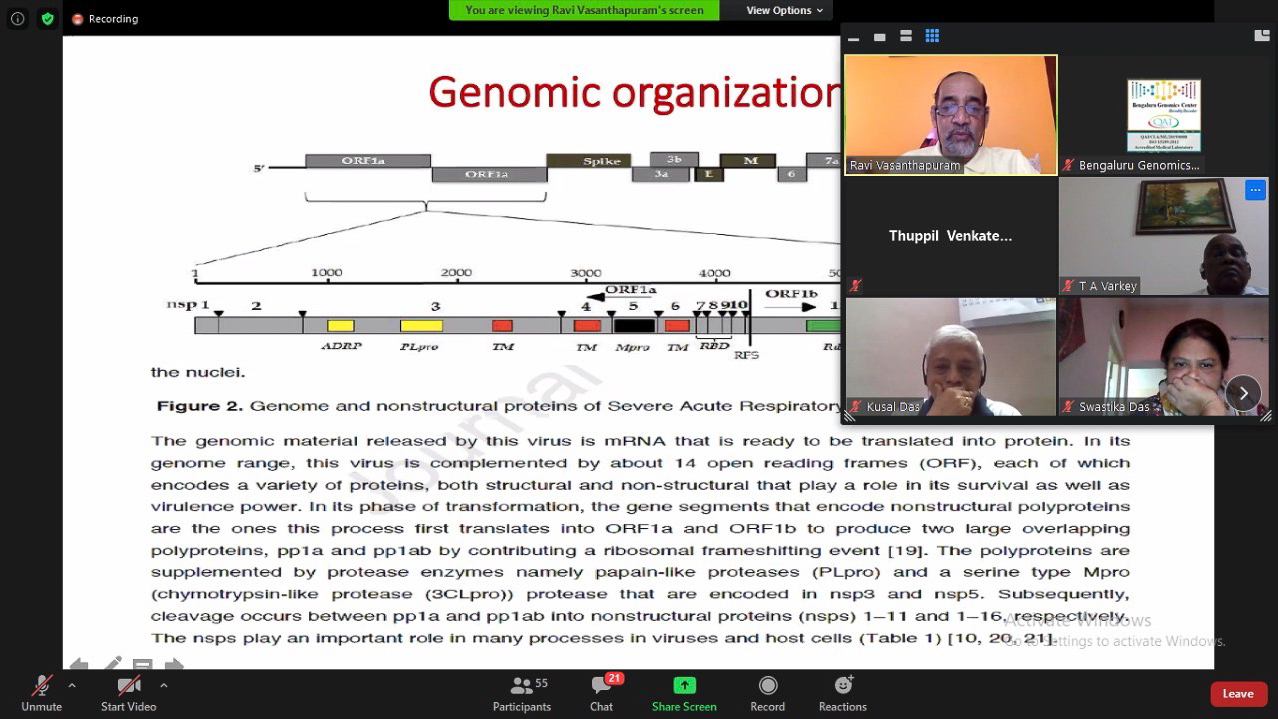 Recording
You are viewing Ravi Vasanthapuram's screen
View Options
Genomic organization
5'
ORF1a
ORF1a
Spike
3b
3a
E
M
6
7a
1 1000 2000 3000 4000
nsp 1 2 3 4 5 6 7 8 9 10
ORF1a
ORF1b
ADRP PLpro TM TM Mpro TM RBD
RFS
the nuclei.
Figure 2. Genome and nonstructural proteins of Severe Acute Respiratory
The genomic material released by this virus is mRNA that is ready to be translated into protein. In its
genome range, this virus is complemented by about 14 open reading frames (ORF), each of which
encodes a variety of proteins, both structural and non-structural that play a role in its survival as well as
virulence power. In its phase of transformation, the gene segments that encode nonstructural polyproteins
are the ones this process first translates into ORF1a and ORF1b to produce two large overlapping
polyproteins, pp1a and pp1ab by contributing a ribosomal frameshifting event [19]. The polyproteins are
supplemented by protease enzymes namely papain-like proteases (PLpro) and a serine type Mpro
(chymotrypsin-like protease (3CLpro)) protease that are encoded in nsp3 and nsp5. Subsequently,
cleavage occurs between pp1a and pp1ab into nonstructural proteins (nsps) 1–11 and 1–16, respectively.
The nsps play an important role in many processes in viruses and host cells (Table 1) [10, 20, 21].
Journal
Activate Windows
Go to Settings to activate Windows.
Ravi Vasanthapuram
Bengaluru Genomics Center
QAI
Bengaluru Genomics...
Thuppil Venkate...
T A Varkey
Kusal Das
Swastika Das
Unmute
Start Video
55
Participants
21
Chat
Share Screen
Record
Reactions
Leave